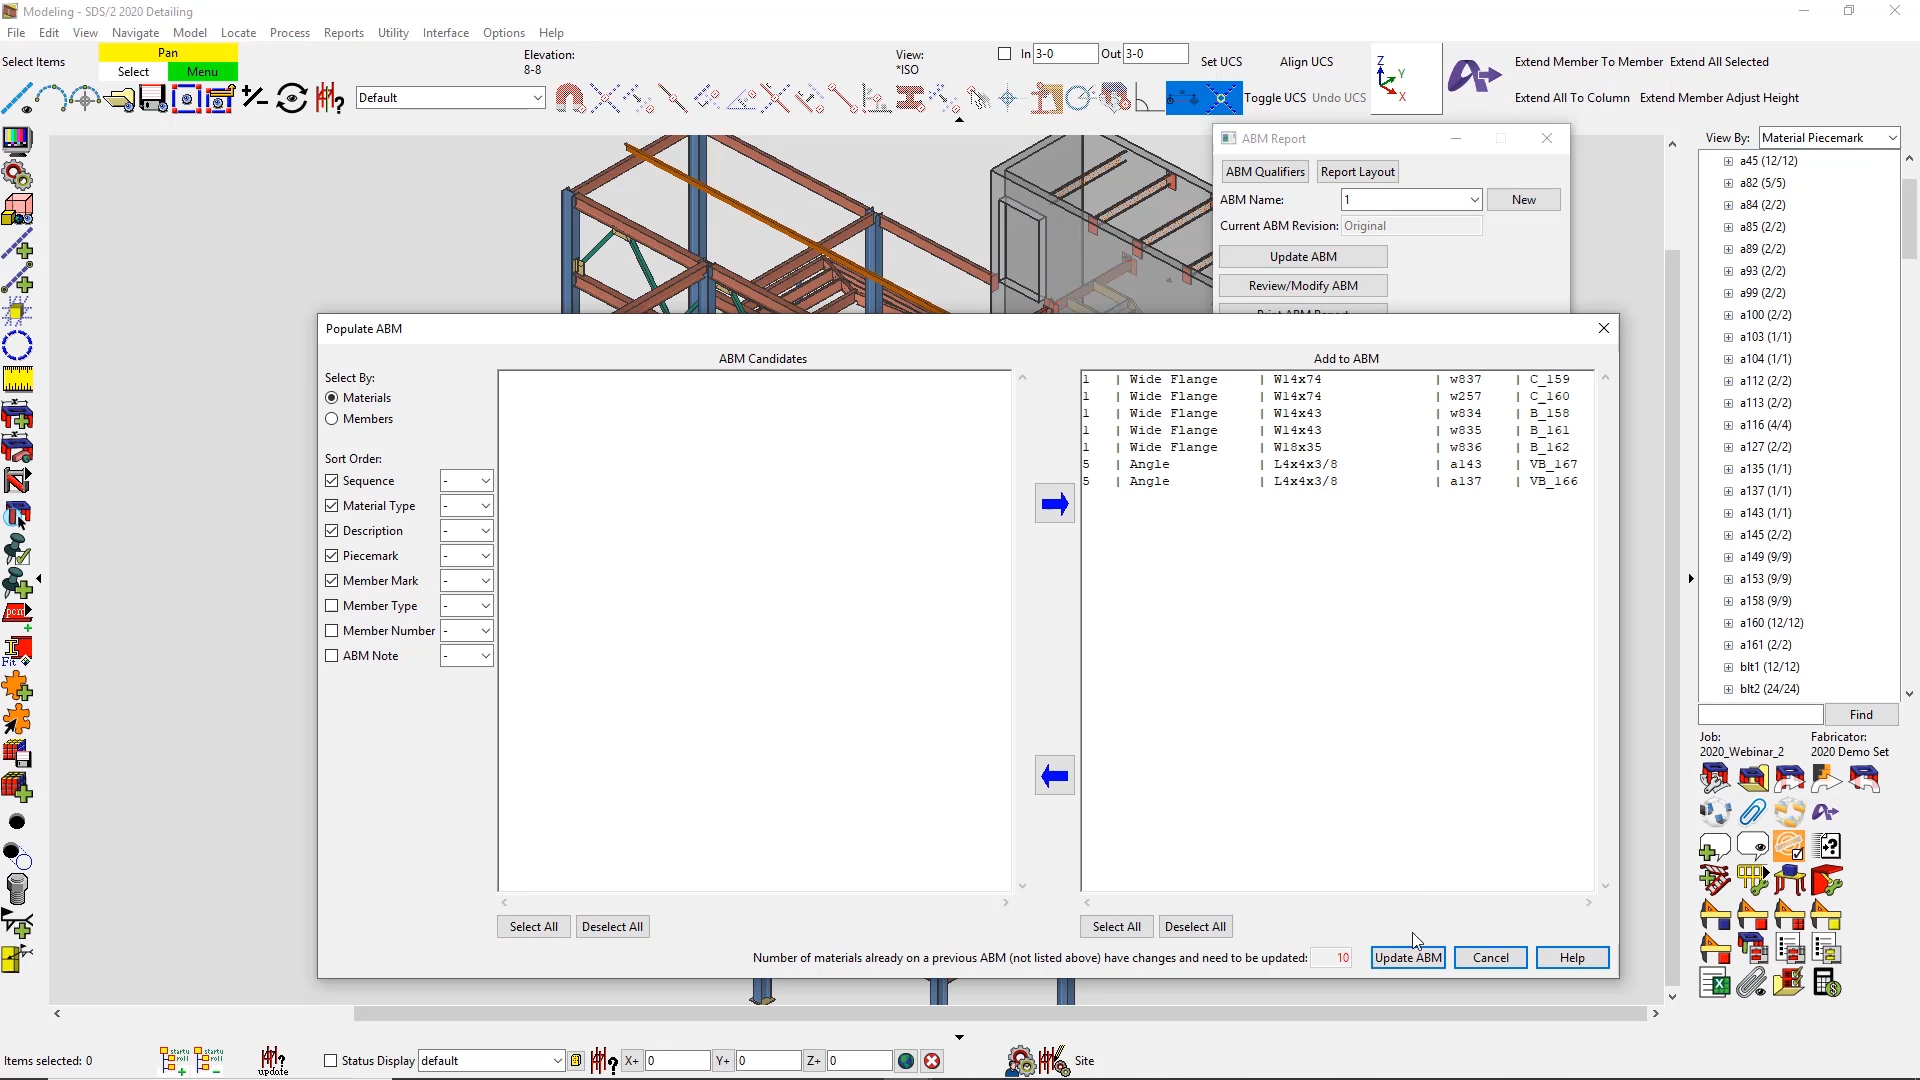 Modeling - SDS/2 2020 Detailing
File Edit View Navigate Model Locate Process Reports Utility Interface Options Help
Select Items
Pan
Select Menu
Elevation:
8-8
View:
*ISO
In 3-0 Out 3-0
Set UCS Align UCS
Toggle UCS Undo UCS
Z Y X
Extend Member To Member Extend All Selected
Extend All To Column Extend Member Adjust Height
Default
ABM Report
ABM Qualifiers Report Layout
ABM Name: 1 New
Current ABM Revision: Original
Update ABM
Review/Modify ABM
View By: Material Piecemark
a45 (12/12)
a82 (5/5)
a84 (2/2)
a85 (2/2)
a89 (2/2)
a93 (2/2)
a99 (2/2)
a100 (2/2)
a103 (1/1)
a104 (1/1)
a112 (2/2)
a113 (2/2)
a116 (4/4)
a127 (2/2)
a135 (1/1)
a137 (1/1)
a143 (1/1)
a145 (2/2)
a149 (9/9)
a153 (9/9)
a158 (9/9)
a160 (12/12)
a161 (2/2)
blt1 (12/12)
blt2 (24/24)
Find
Job: Fabricator:
2020_Webinar_2 2020 Demo Set
Populate ABM
ABM Candidates Add to ABM
Select By:
Materials
Members
Sort Order:
Sequence -
Material Type -
Description -
Piecemark -
Member Mark -
Member Type -
Member Number -
ABM Note -
1 | Wide Flange | W14x74 | w837 | C_159
1 | Wide Flange | W14x74 | w257 | C_160
1 | Wide Flange | W14x43 | w834 | B_158
1 | Wide Flange | W14x43 | w835 | B_161
1 | Wide Flange | W18x35 | w836 | B_162
5 | Angle | L4x4x3/8 | a143 | VB_167
5 | Angle | L4x4x3/8 | a137 | VB_166
Select All Deselect All Select All Deselect All
Number of materials already on a previous ABM (not listed above) have changes and need to be updated: 10 Update ABM Cancel Help
Items selected: 0
update
Status Display default
X+ 0 Y+ 0 Z+ 0
Site